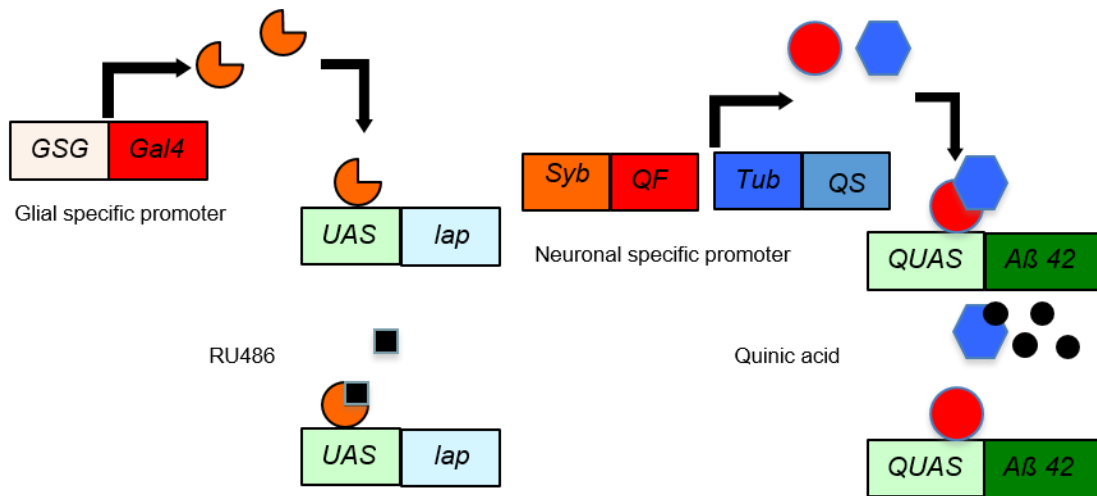 GSG Gal4
Glial specific promoter
UAS lap
RU486
UAS lap
Syb QF Tub QS
Neuronal specific promoter
QUAS Aß 42
Quinic acid
QUAS Aß 42